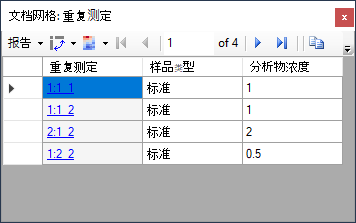 文档网格: 重复测定
报告 1 of 4
重复测定 样品类型 分析物浓度
1:1_1 标准 1
1:1_2 标准 1
2:1_2 标准 2
1:2_2 标准 0.5